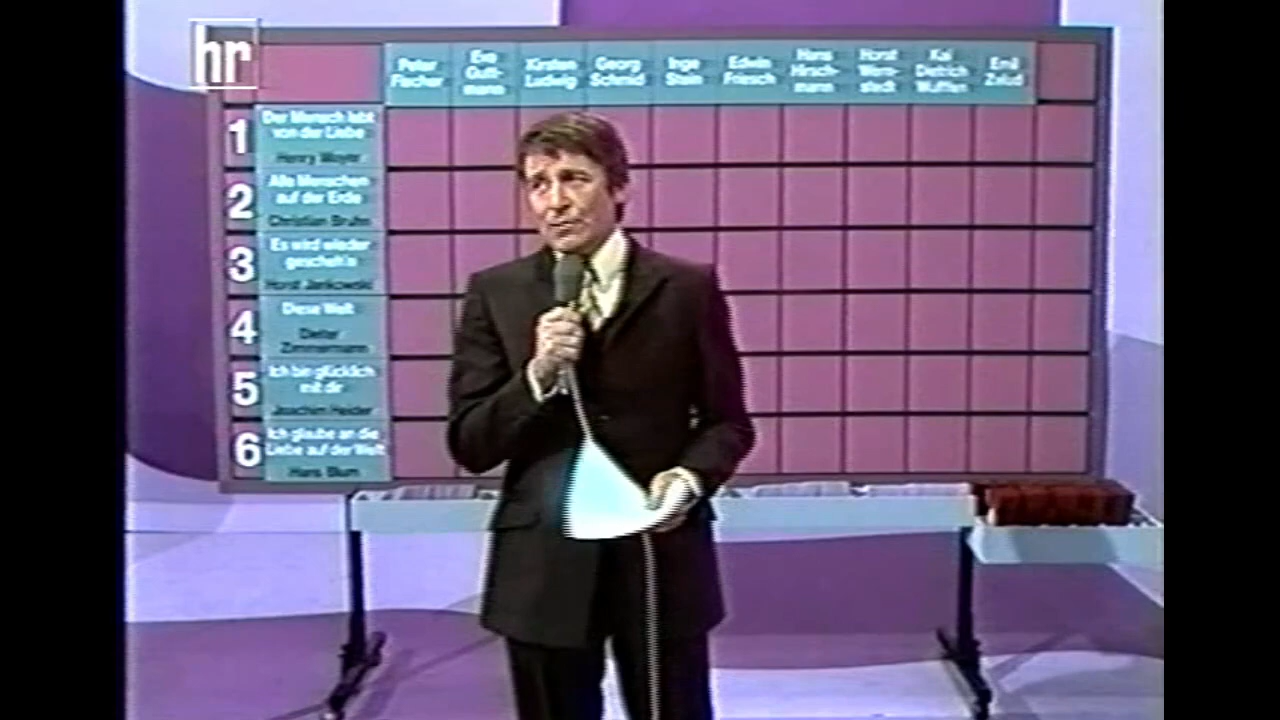 hr
Peter
Fischer
Eva
Gutt-
mann
Kirsten
Ludwig
Georg
Schmid
Inge
Stein
Edwin
Friesch
Hans
Hirsch-
mann
Horst
Wern-
stedt
Kai
Dietrich
Wulffen
Emil
Zalud
1
Der Mensch lebt
von der Liebe
Henry Mayer
2
Alle Menschen
auf der Erde
Christian Bruhn
3
Es wird wieder
gescheh'n
Horst Jankowski
4
Diese Welt
Dieter
Zimmermann
5
Ich bin glücklich
mit dir
Joachim Heider
6
Ich glaube an die
Liebe auf der Welt
Hans Blum